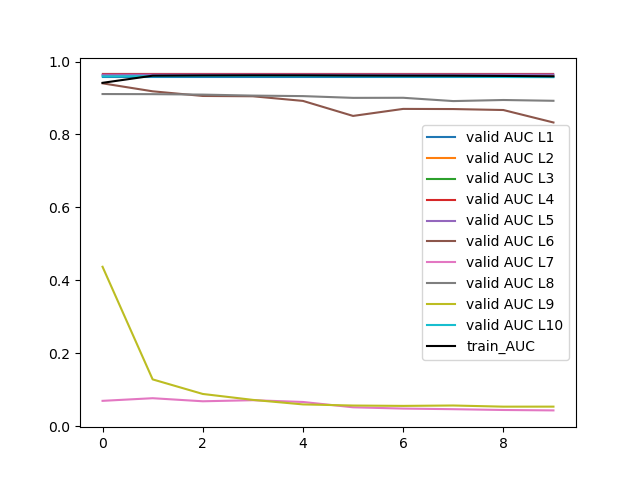 1.0
0.8
0.6
0.4
0.2
0.0
0
2
4
6
8
valid AUC L1
valid AUC L2
valid AUC L3
valid AUC L4
valid AUC L5
valid AUC L6
valid AUC L7
valid AUC L8
valid AUC L9
valid AUC L10
train_AUC